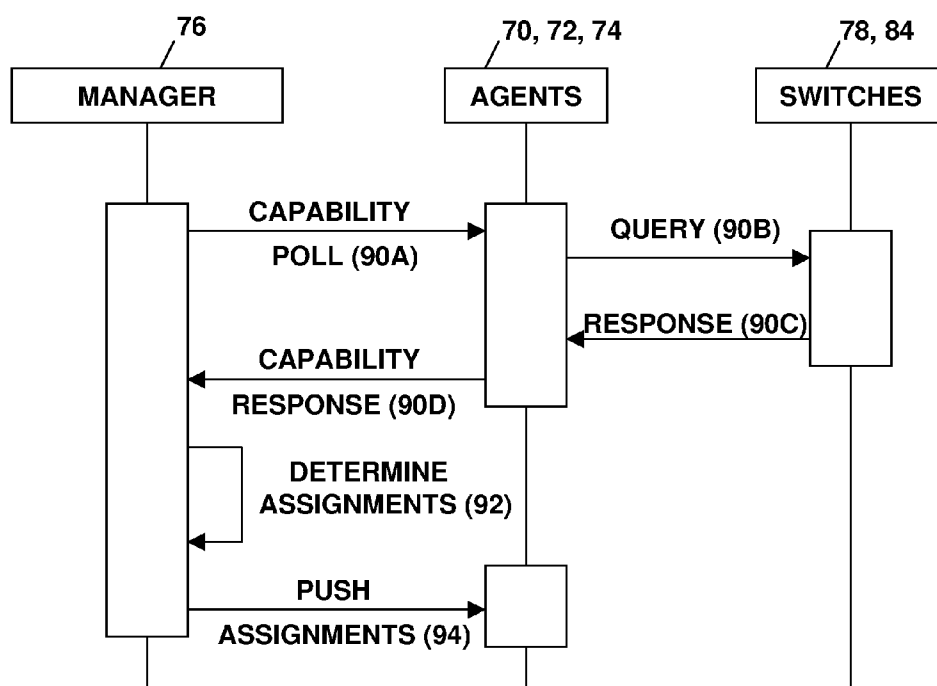 76
70, 72, 74
78, 84
MANAGER
AGENTS
SWITCHES
CAPABILITY
POLL (90A)
QUERY (90B)
RESPONSE (90C)
CAPABILITY
RESPONSE (90D)
DETERMINE
ASSIGNMENTS (92)
PUSH
ASSIGNMENTS (94)